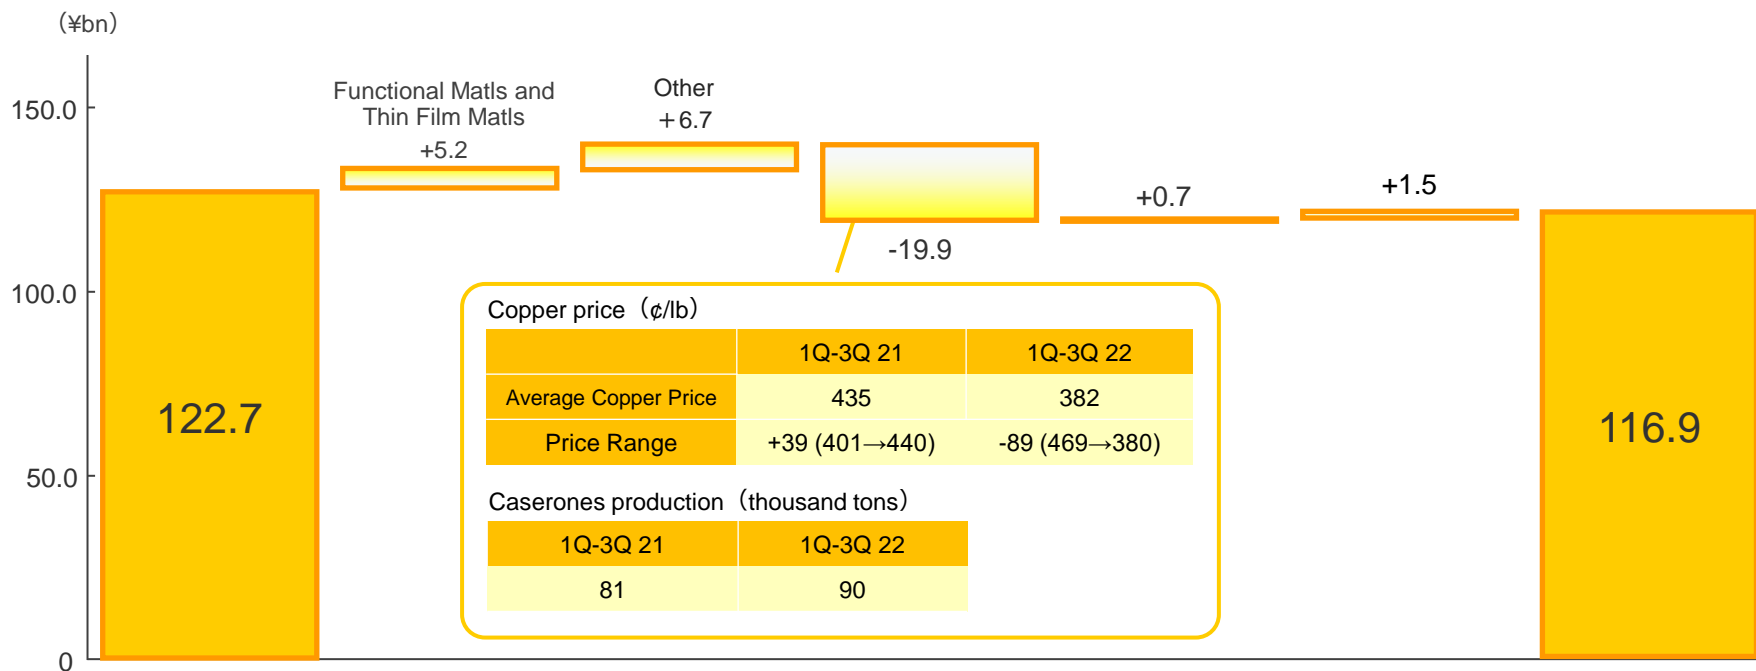 （¥bn）
150.0
100.0
50.0
0
122.7
Functional Matls and
Thin Film Matls
+5.2
Other
＋6.7
-19.9
+0.7
+1.5
116.9
Copper price（¢/lb）
1Q-3Q 21 1Q-3Q 22
Average Copper Price 435 382
Price Range +39 (401→440) -89 (469→380)
Caserones production（thousand tons）
1Q-3Q 21 1Q-3Q 22
81 90